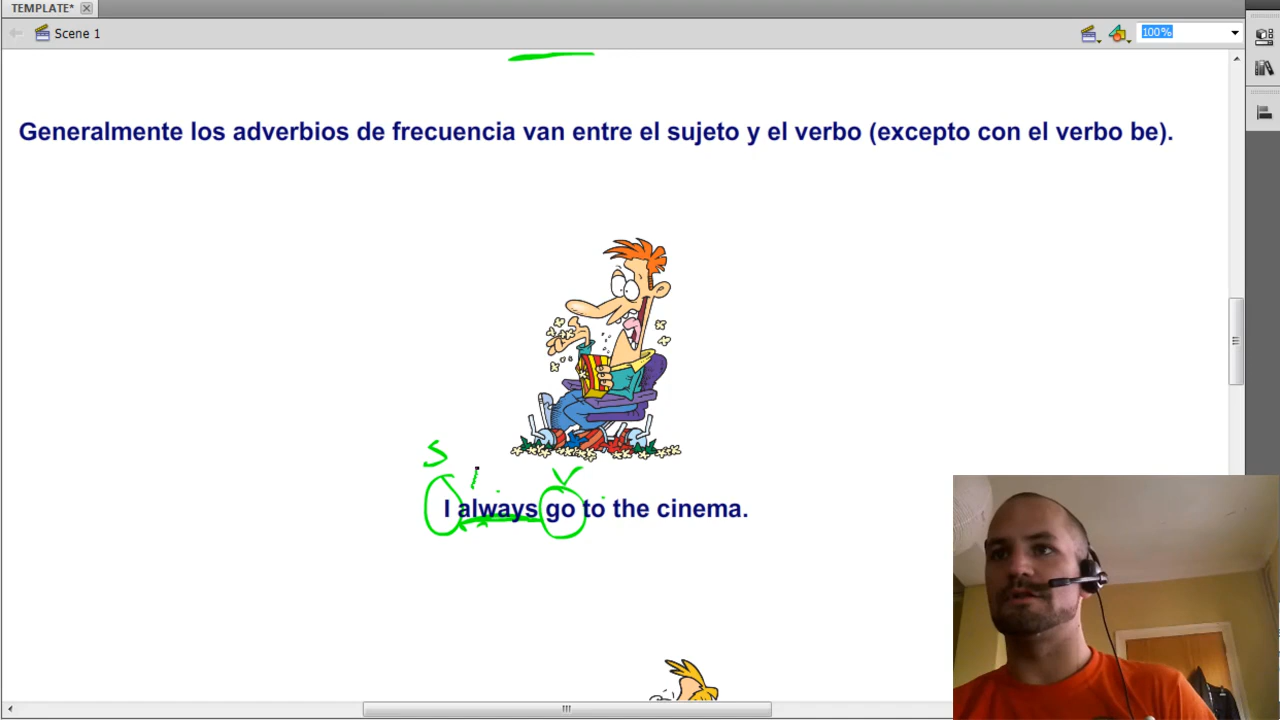 TEMPLATE*
Scene 1
100%
Generalmente los adverbios de frecuencia van entre el sujeto y el verbo (excepto con el verbo be).
S
V
I always go to the cinema.